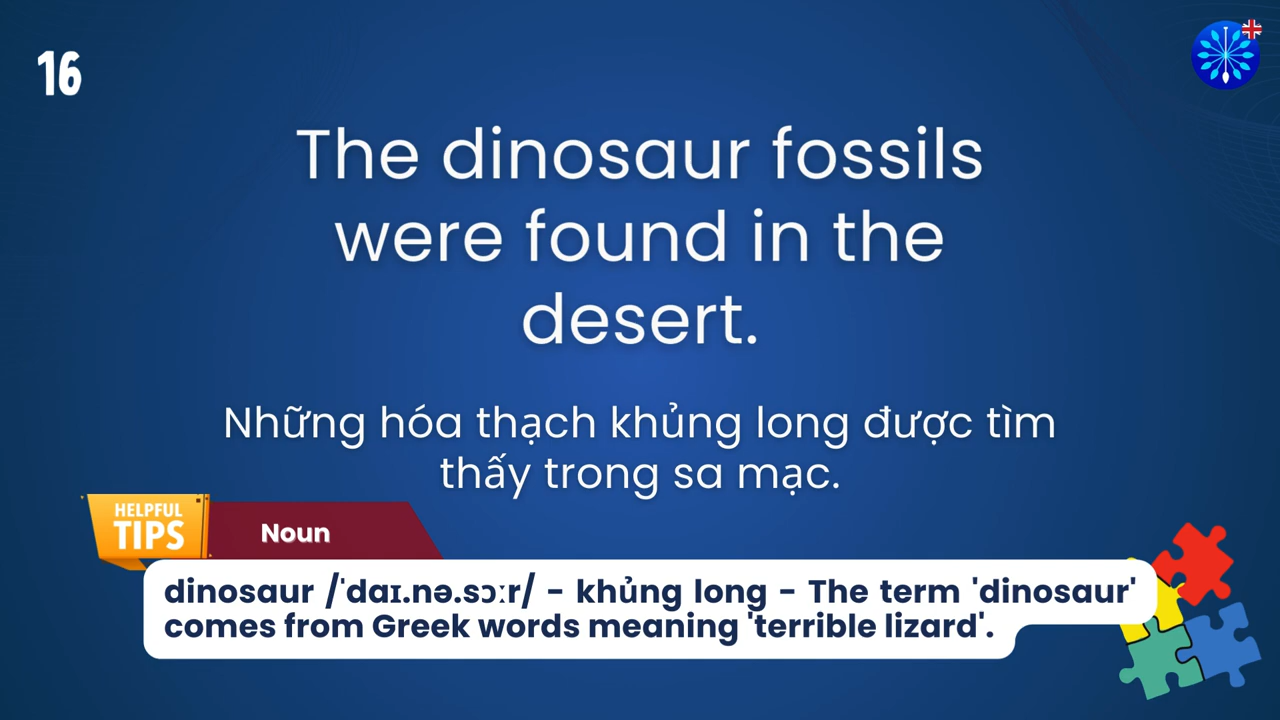 16
The dinosaur fossils
were found in the
desert.
Những hóa thạch khủng long được tìm
thấy trong sa mạc.
HELPFUL
TIPS
Noun
dinosaur /ˈdaɪ.nə.sɔːr/ - khủng long - The term 'dinosaur'
comes from Greek words meaning 'terrible lizard'.